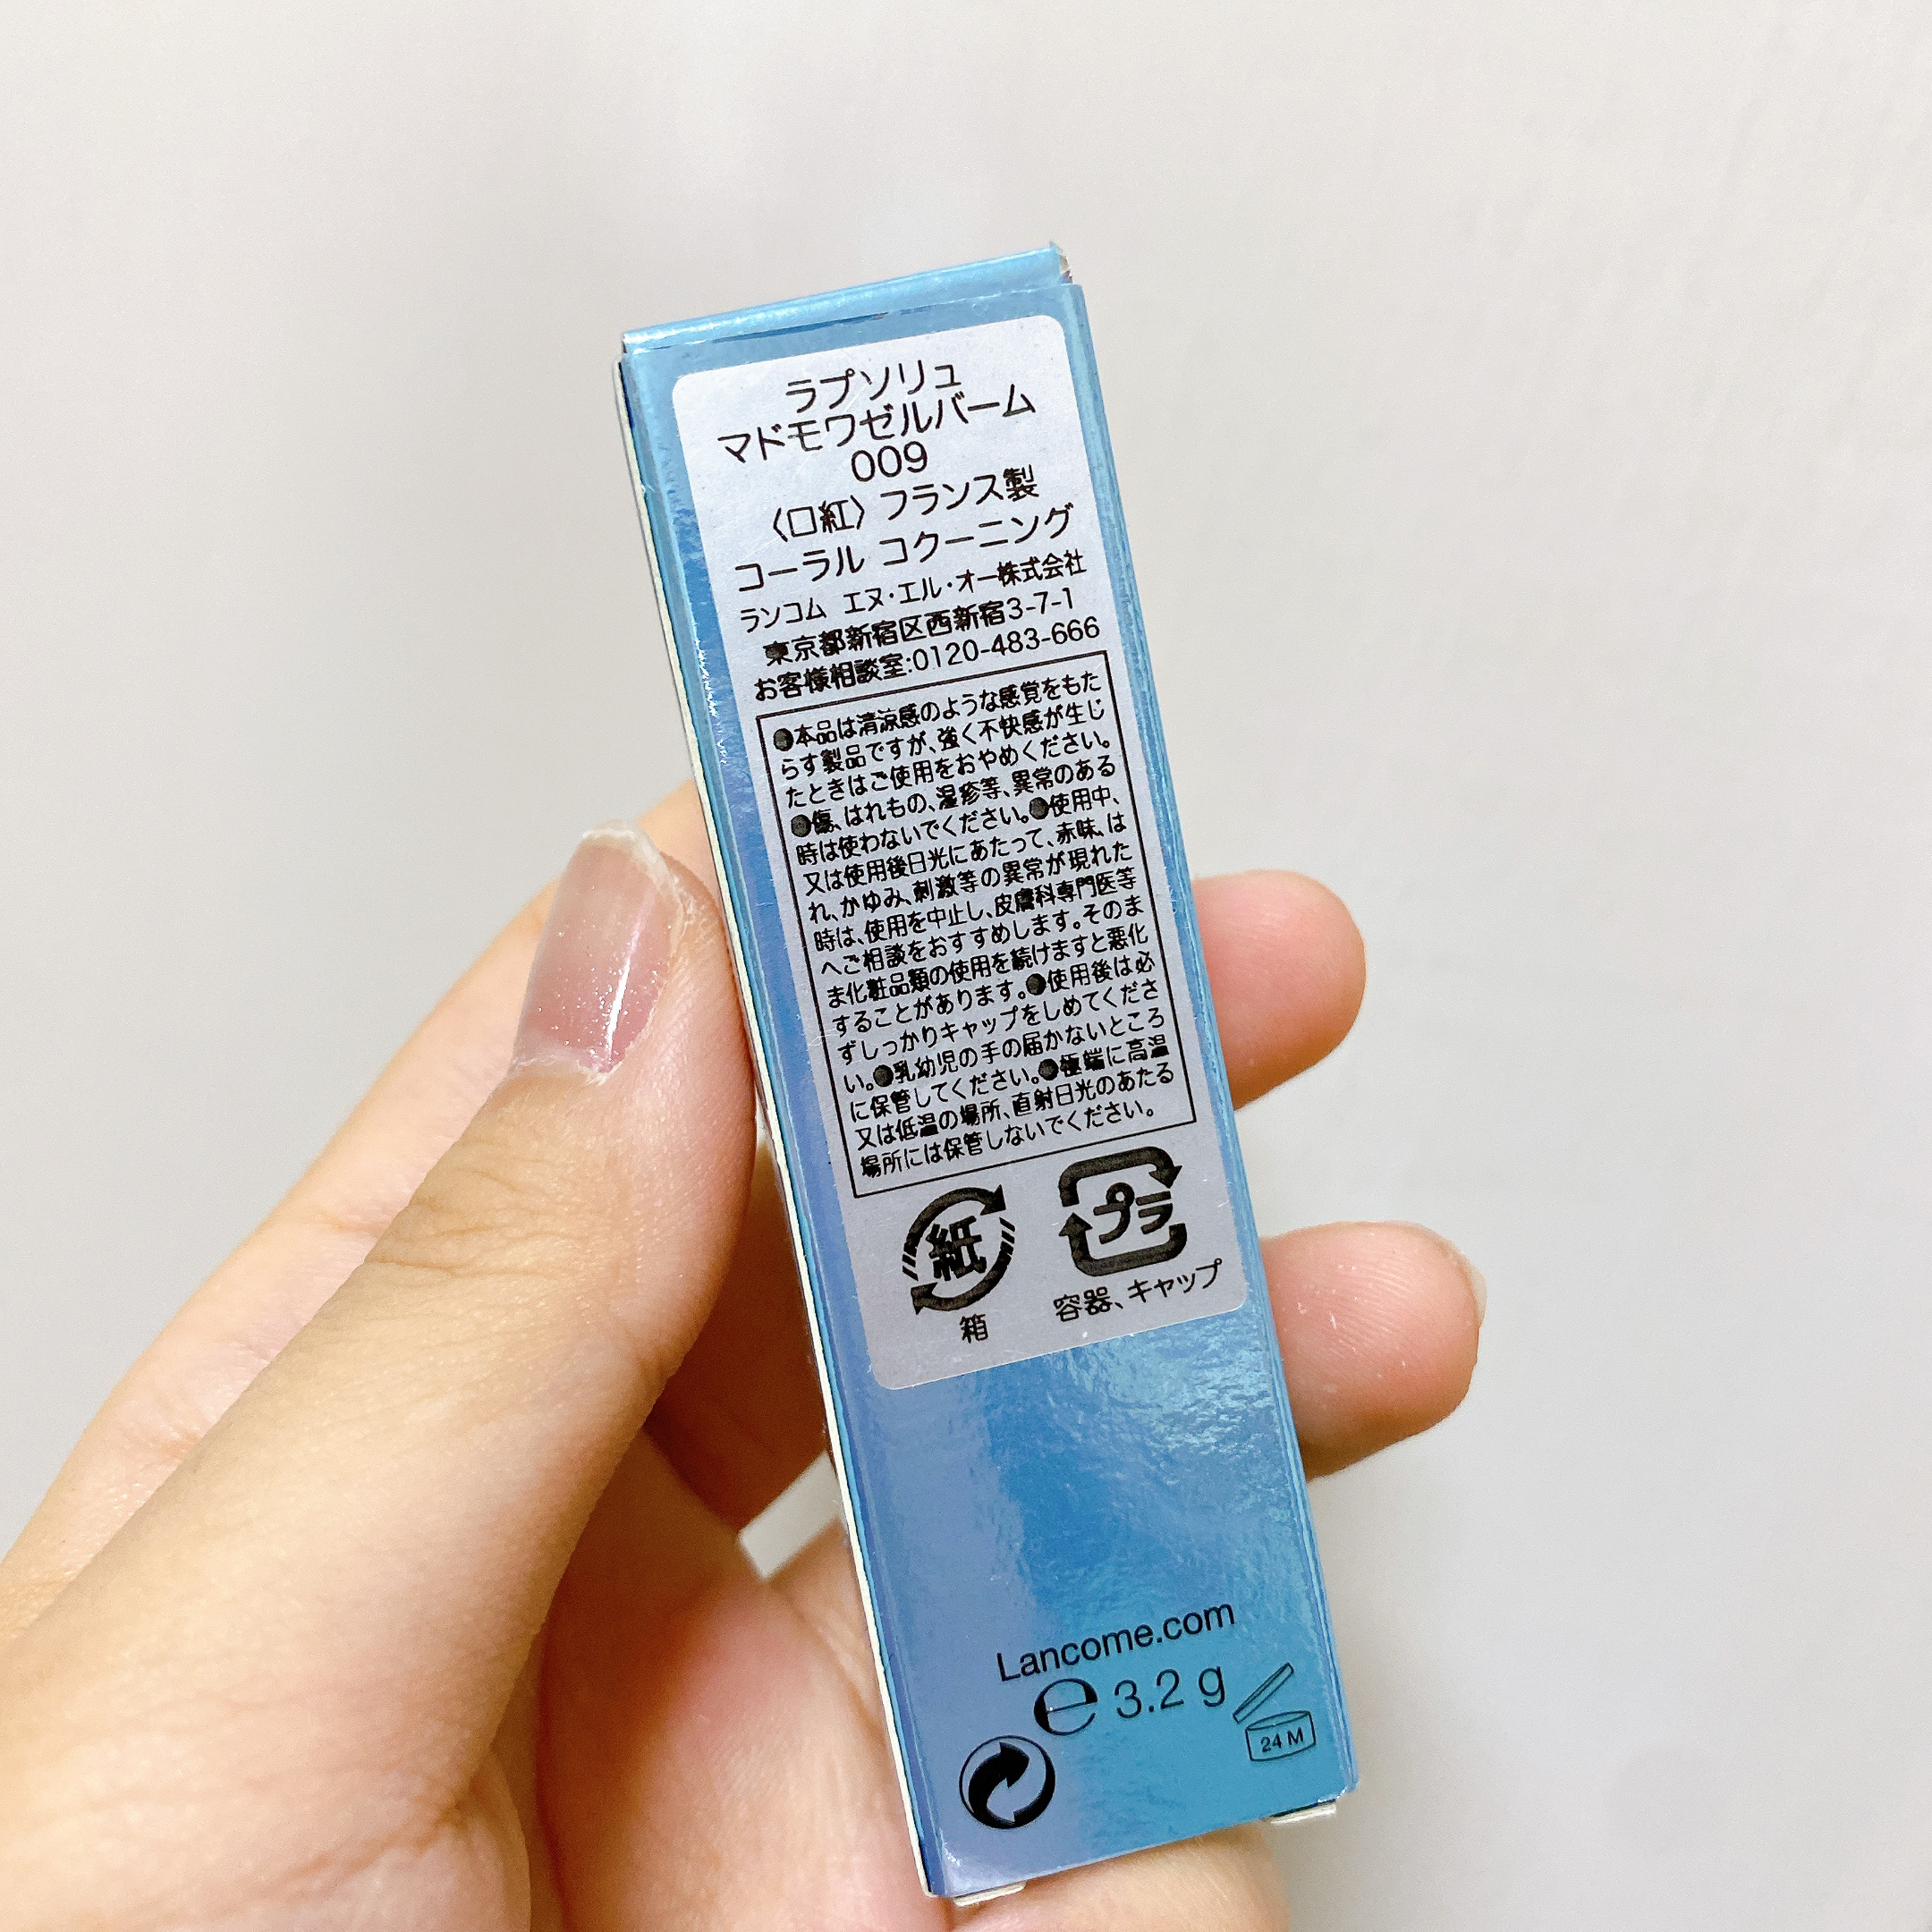 ラプソリュ
マドモワゼルバーム
009
〈口紅〉フランス製
コーラル コクーニング
ランコム エヌ・エル・オー株式会社
東京都新宿区西新宿3-7-1
お客様相談室:0120-483-666
●本品は清涼感のような感覚をもた
らす製品ですが、強く不快感が生じ
たときはご使用をおやめください。
●傷、はれもの、湿疹等、異常のある
時は使わないでください。●使用中、
又は使用後日光にあたって、赤味、は
れ、かゆみ、刺激等の異常が現れた
時は、使用を中止し、皮膚科専門医等
へご相談をおすすめします。そのま
ま化粧品類の使用を続けますと悪化
することがあります。●使用後は必
ずしっかりキャップをしめてくださ
い。●乳幼児の手の届かないところ
に保管してください。●極端に高温
又は低温の場所、直射日光のあたる
場所には保管しないでください。
紙 プラ
箱 容器、キャップ
Lancome.com
℮ 3.2 g
24 M